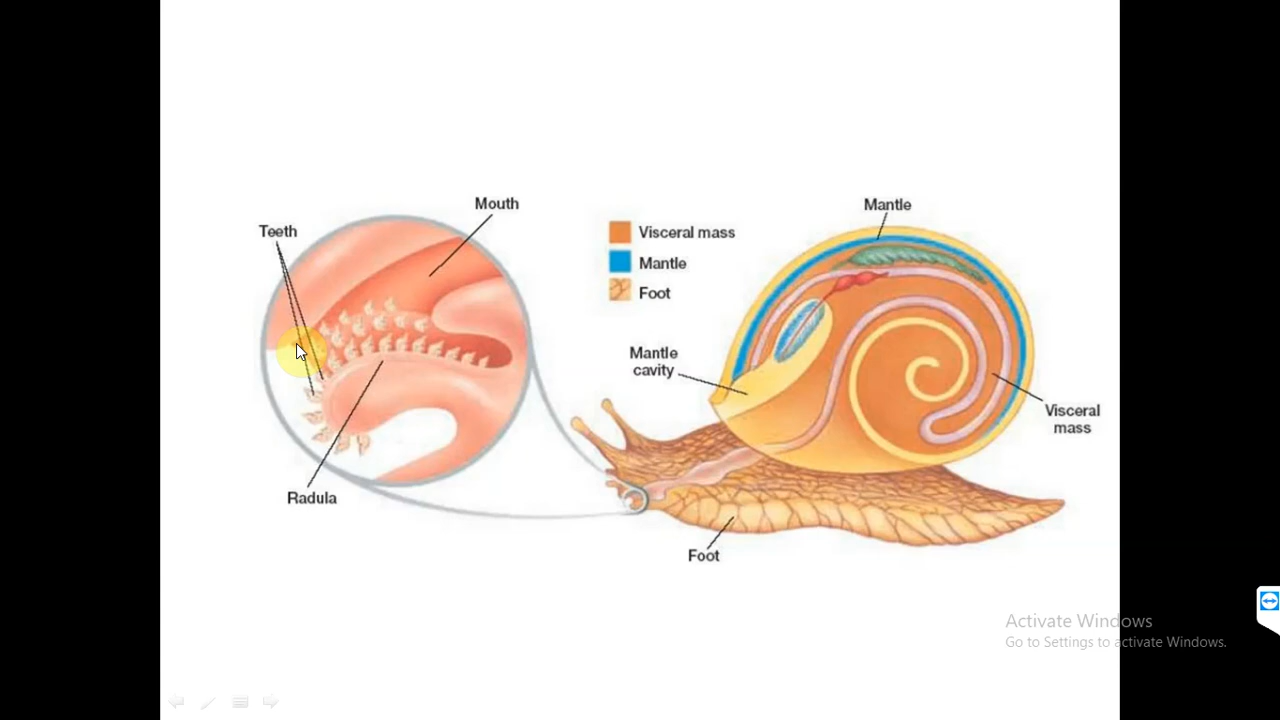 Mouth
Teeth
Radula
Visceral mass
Mantle
Foot
Mantle
Mantle
cavity
Visceral
mass
Foot
Activate Windows
Go to Settings to activate Windows.